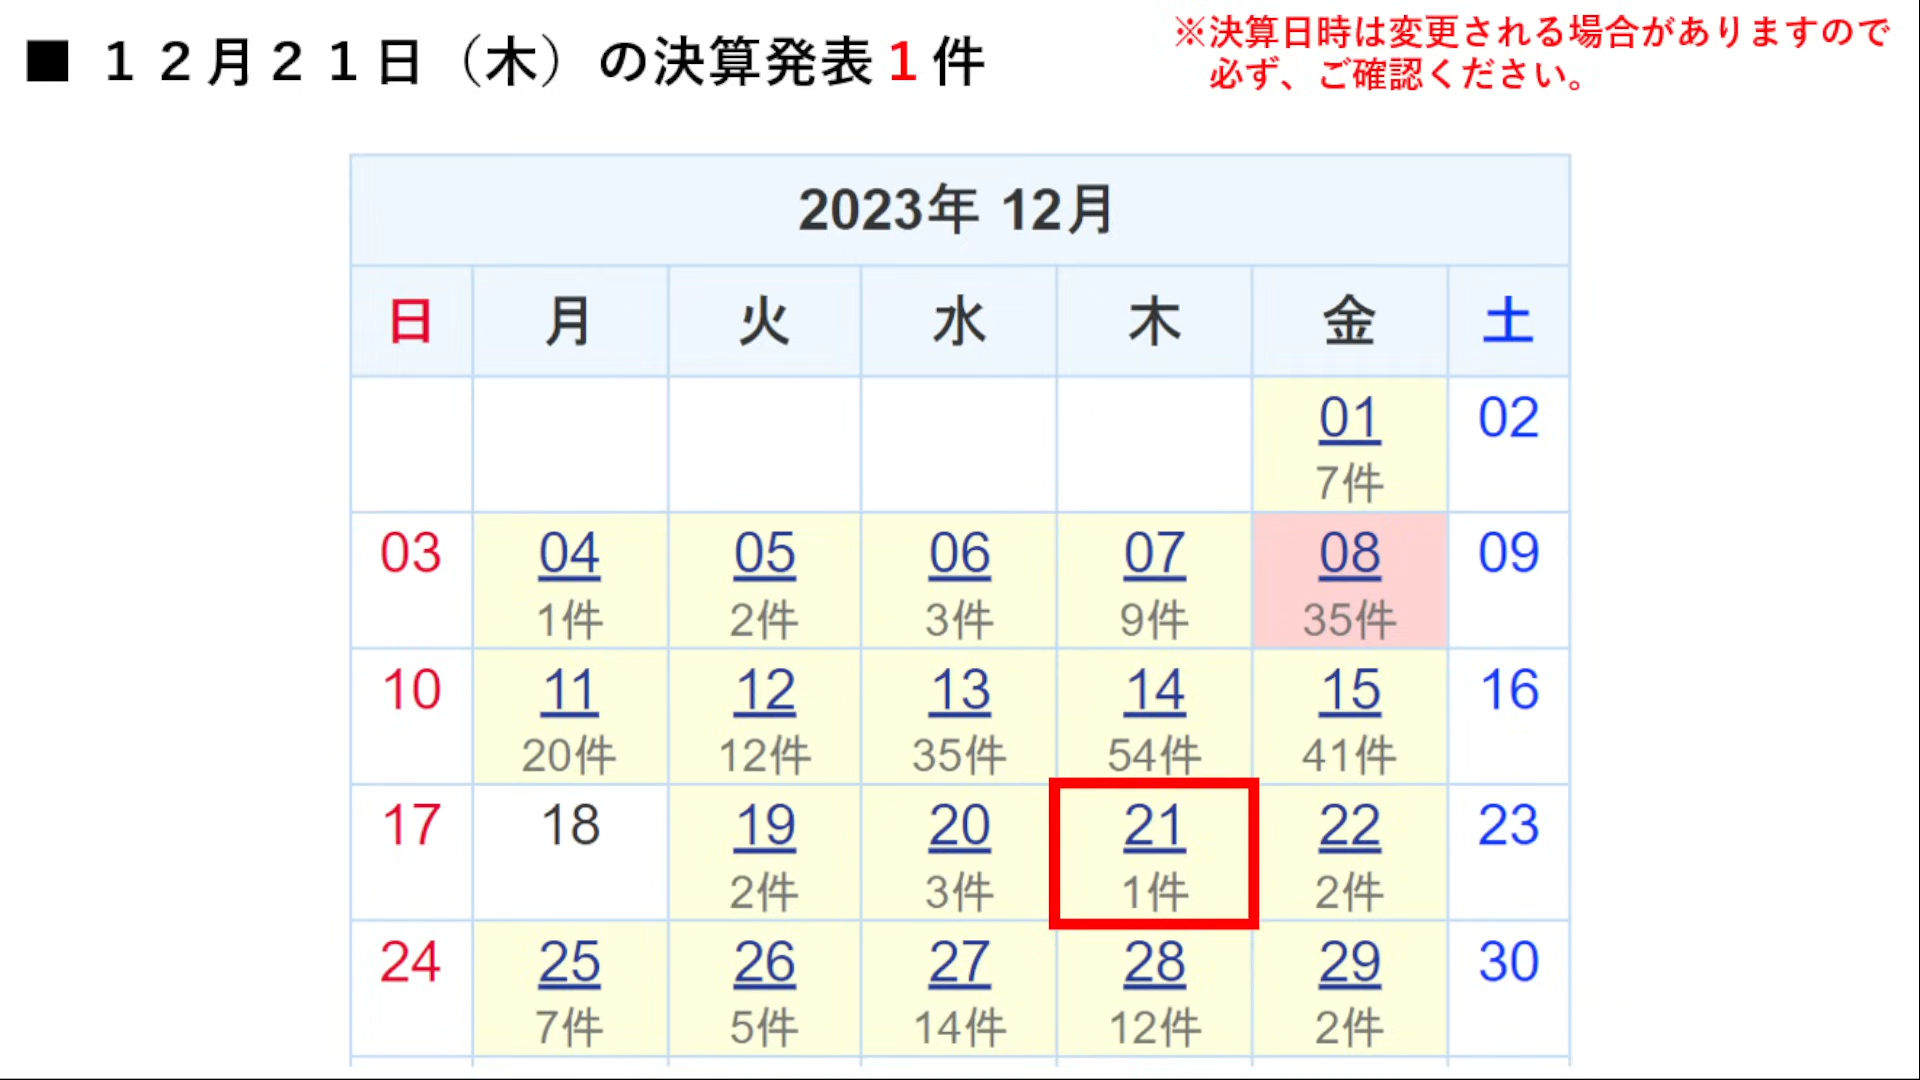 ■ １２月２１日（木）の決算発表１件
※決算日時は変更される場合がありますので
必ず、ご確認ください。
2023年 12月
日 月 火 水 木 金 土
01 02
7件
03 04 05 06 07 08 09
1件 2件 3件 9件 35件
10 11 12 13 14 15 16
20件 12件 35件 54件 41件
17 18 19 20 21 22 23
2件 3件 1件 2件
24 25 26 27 28 29 30
7件 5件 14件 12件 2件